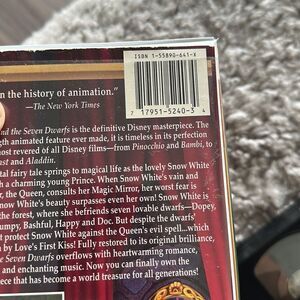 ISBN 1-55890-641-X
n the history of animation."
—The New York Times
7 17951-5240-3 4
nd the Seven Dwarfs is the definitive Disney masterpiece. The
gth animated feature ever made, it is timeless in its perfection
ost revered of all Disney films—from Pinocchio and Bambi, to
ast and Aladdin.
tal fairy tale springs to magical life as the lovely Snow White
h a charming young Prince. When Snow White's vain and
r, the Queen, consults her Magic Mirror, her worst fear is
now White's beauty surpasses even her own! Snow White is
the forest, where she befriends seven lovable dwarfs—Dopey,
umpy, Bashful, Happy and Doc. But despite the dwarfs'
t protect Snow White against the Queen's evil spell...which
n by Love's First Kiss! Fully restored to its original brilliance,
e Seven Dwarfs overflows with heartwarming romance,
and enchanting music. Now you can finally own the
ece that has become a world treasure for all generations!